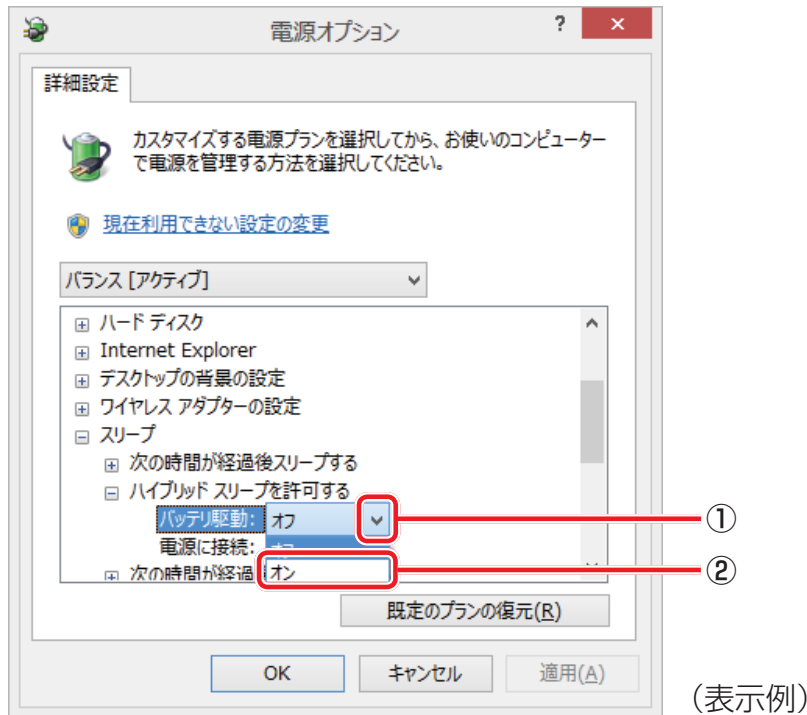 電源オプション
?
×
詳細設定
カスタマイズする電源プランを選択してから、お使いのコンピューター
で電源を管理する方法を選択してください。
現在利用できない設定の変更
バランス [アクティブ]
ハード ディスク
Internet Explorer
デスクトップの背景の設定
ワイヤレス アダプターの設定
スリープ
次の時間が経過後スリープする
ハイブリッド スリープを許可する
バッテリ駆動: オフ
①
電源に接続: オフ
次の時間が経過 オン
②
既定のプランの復元(R)
OK キャンセル 適用(A)
(表示例)